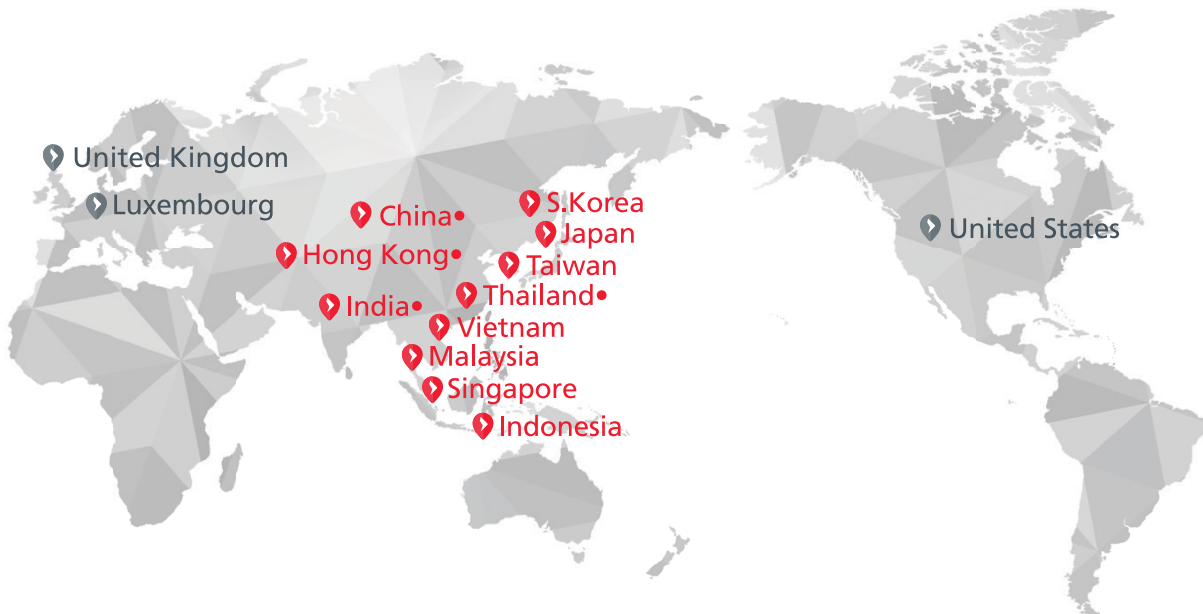 United Kingdom
Luxembourg
China•
Hong Kong•
India•
S.Korea
Japan
Taiwan
Thailand•
Vietnam
Malaysia
Singapore
Indonesia
United States